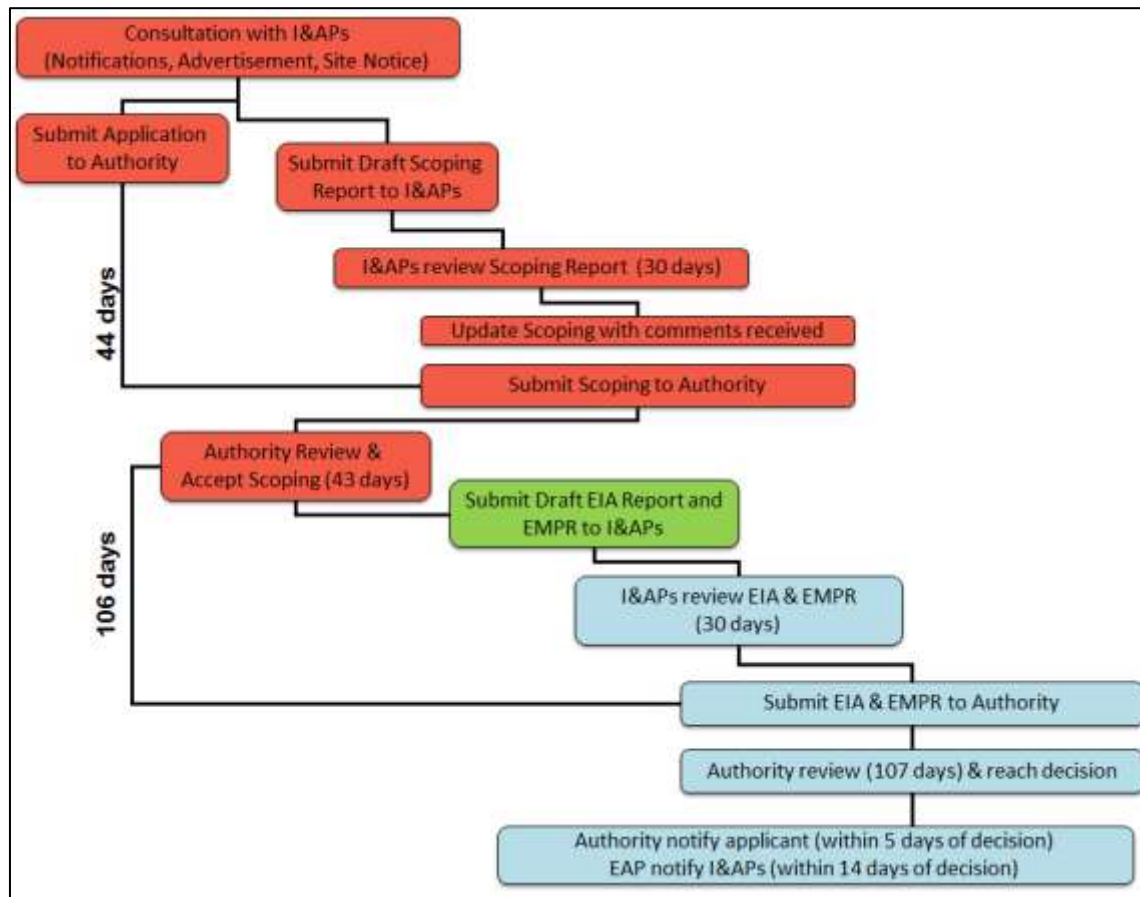 Consultation with I&APs
(Notifications, Advertisement, Site Notice)
Submit Application
to Authority
Submit Draft Scoping
Report to I&APs
I&APs review Scoping Report (30 days)
Update Scoping with comments received
44 days
Submit Scoping to Authority
Authority Review &
Accept Scoping (43 days)
Submit Draft EIA Report and
EMPR to I&APs
106 days
I&APs review EIA & EMPR
(30 days)
Submit EIA & EMPR to Authority
Authority review (107 days) & reach decision
Authority notify applicant (within 5 days of decision)
EAP notify I&APs (within 14 days of decision)